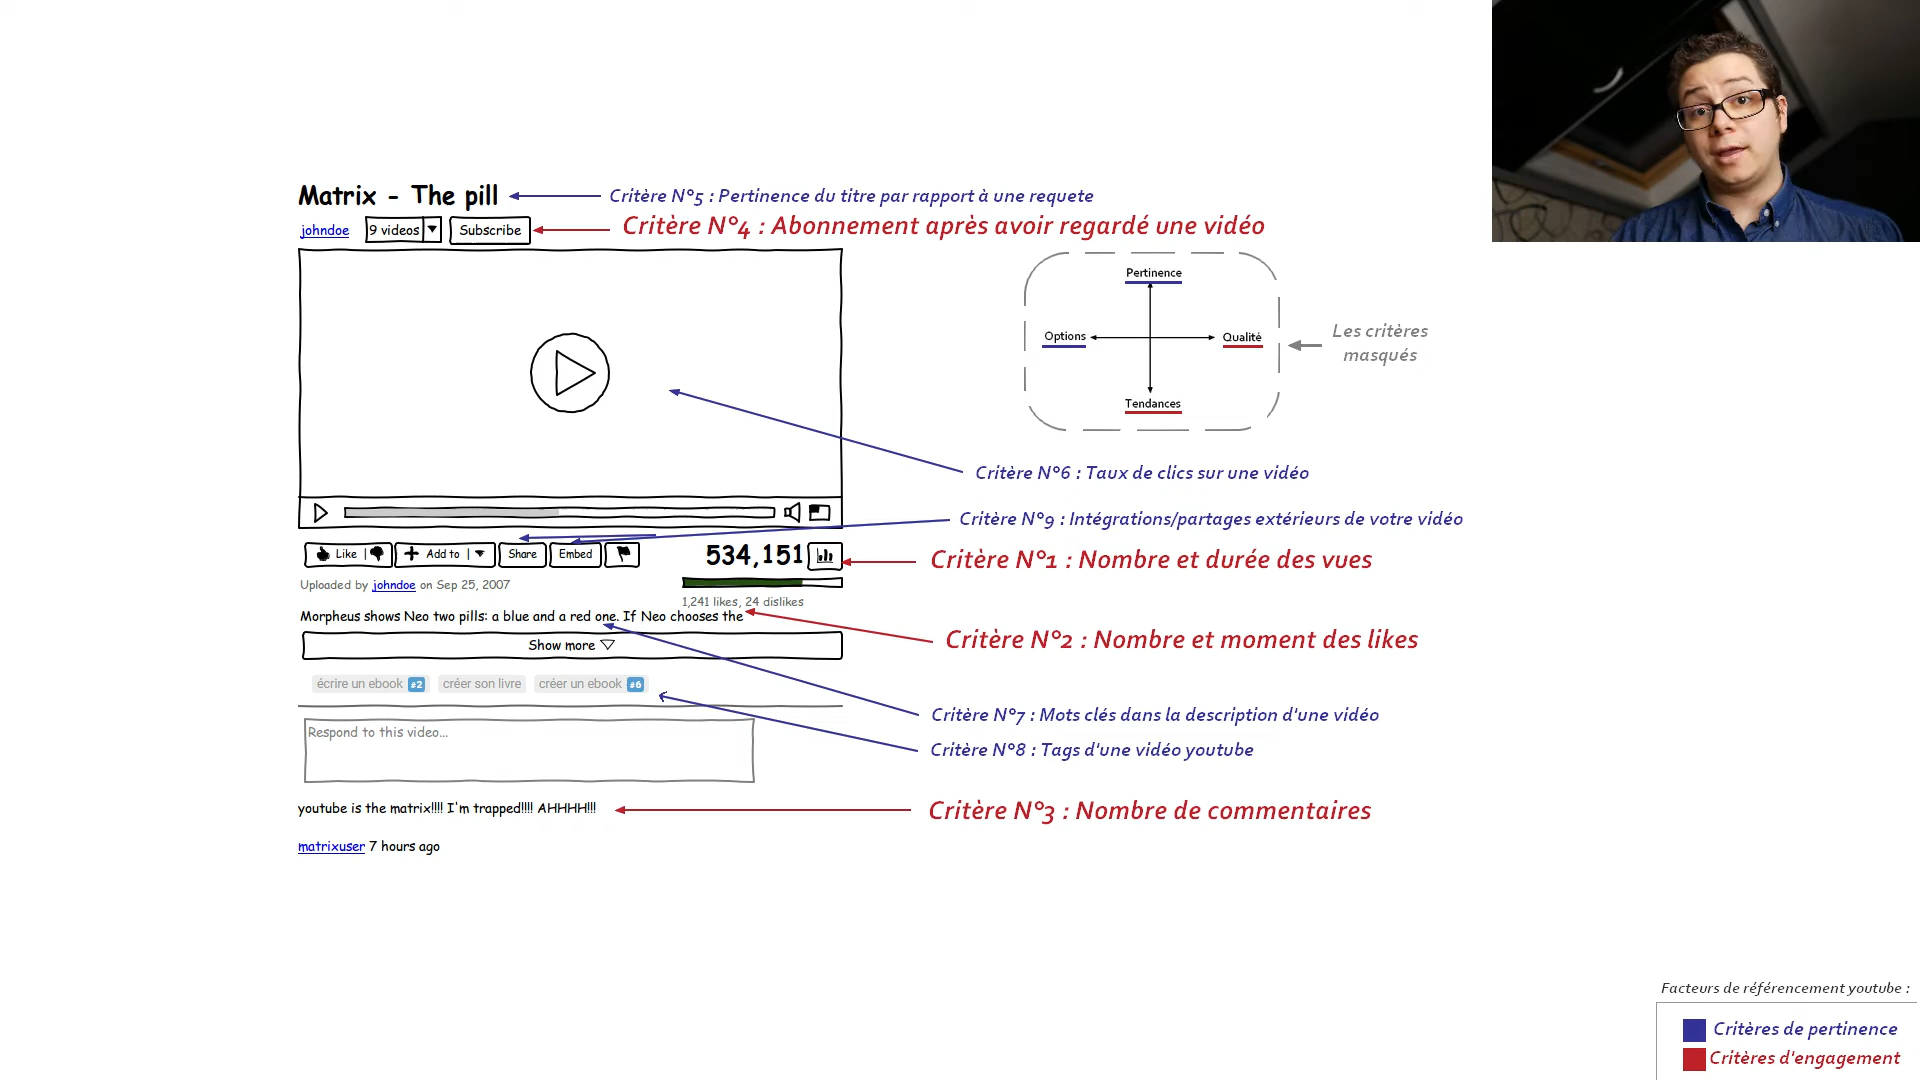 Matrix - The pill
Critère N°5 : Pertinence du titre par rapport à une requete
johndoe 9 videos Subscribe
Critère N°4 : Abonnement après avoir regardé une vidéo
Pertinence
Options
Qualité
Tendances
Les critères
masqués
Critère N°6 : Taux de clics sur une vidéo
Critère N°9 : Intégrations/partages extérieurs de votre vidéo
Like | Add to | Share Embed
534,151
Critère N°1 : Nombre et durée des vues
Uploaded by johndoe on Sep 25, 2007
1,241 likes, 24 dislikes
Morpheus shows Neo two pills: a blue and a red one. If Neo chooses the
Critère N°2 : Nombre et moment des likes
Show more
écrire un ebook #2 créer son livre créer un ebook #6
Critère N°7 : Mots clés dans la description d'une vidéo
Respond to this video...
Critère N°8 : Tags d'une vidéo youtube
youtube is the matrix!!!! I'm trapped!!!! AHHHH!!!
Critère N°3 : Nombre de commentaires
matrixuser 7 hours ago
Facteurs de référencement youtube :
Critères de pertinence
Critères d'engagement